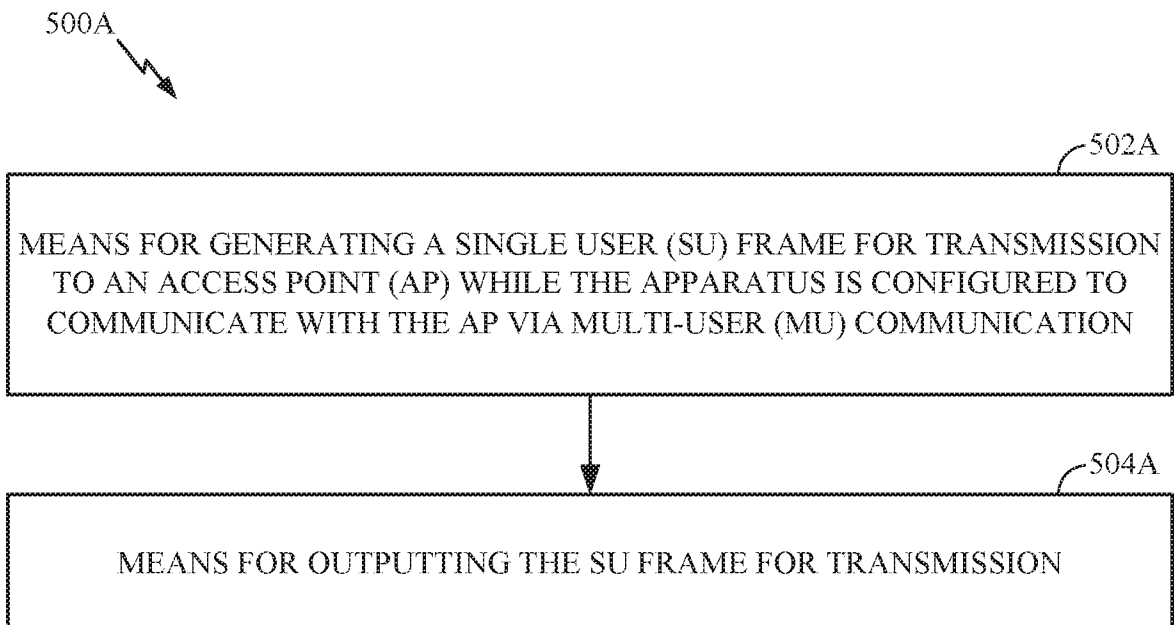 500A
502A
MEANS FOR GENERATING A SINGLE USER (SU) FRAME FOR TRANSMISSION
TO AN ACCESS POINT (AP) WHILE THE APPARATUS IS CONFIGURED TO
COMMUNICATE WITH THE AP VIA MULTI-USER (MU) COMMUNICATION
504A
MEANS FOR OUTPUTTING THE SU FRAME FOR TRANSMISSION